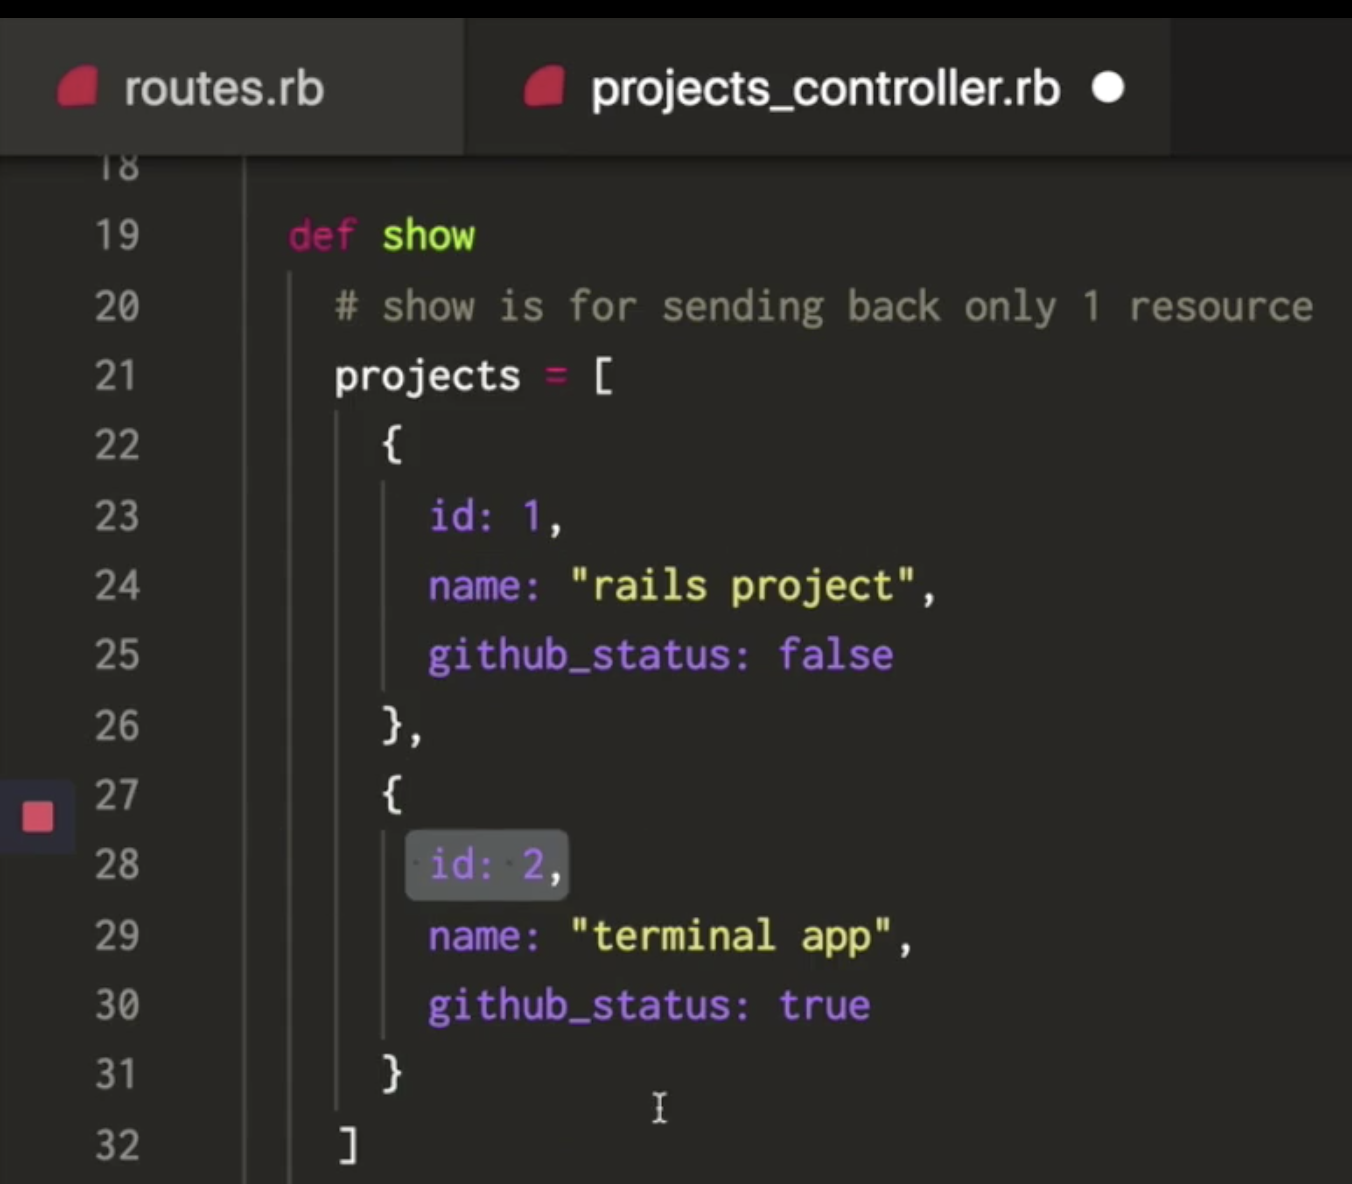 routes.rb
projects_controller.rb
18
19 def show
20 # show is for sending back only 1 resource
21 projects = [
22 {
23 id: 1,
24 name: "rails project",
25 github_status: false
26 },
27 {
28 id: 2,
29 name: "terminal app",
30 github_status: true
31 }
32 ]